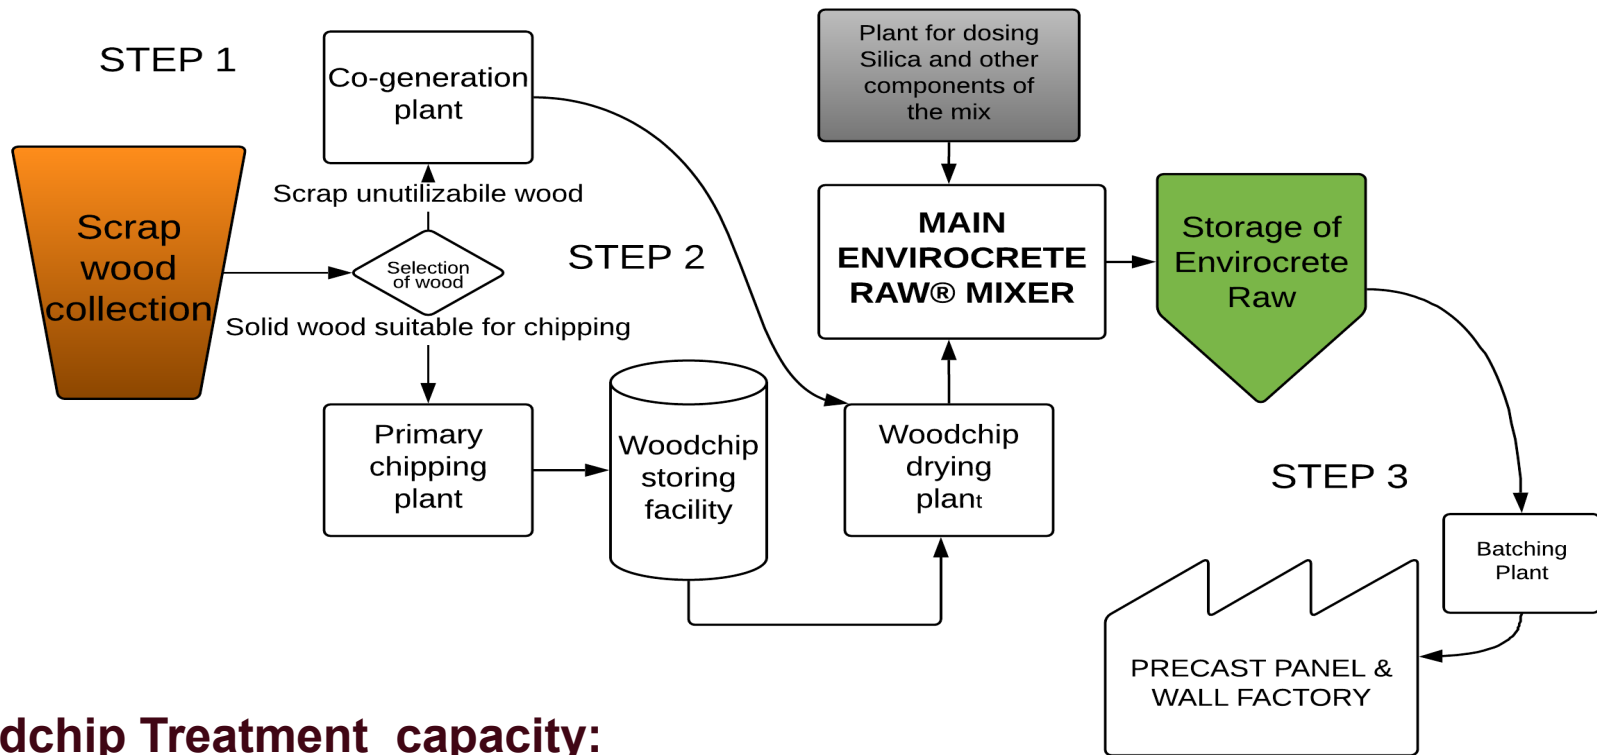 STEP 1
Co-generation
plant
Plant for dosing
Silica and other
components of
the mix
Scrap
wood
collection
Scrap unutilizabile wood
Selection
of wood
Solid wood suitable for chipping
STEP 2
MAIN
ENVIROCRETE
RAW® MIXER
Storage of
Envirocrete
Raw
Primary
chipping
plant
Woodchip
storing
facility
Woodchip
drying
plant
STEP 3
Batching
Plant
PRECAST PANEL &
WALL FACTORY
dchip Treatment capacity: